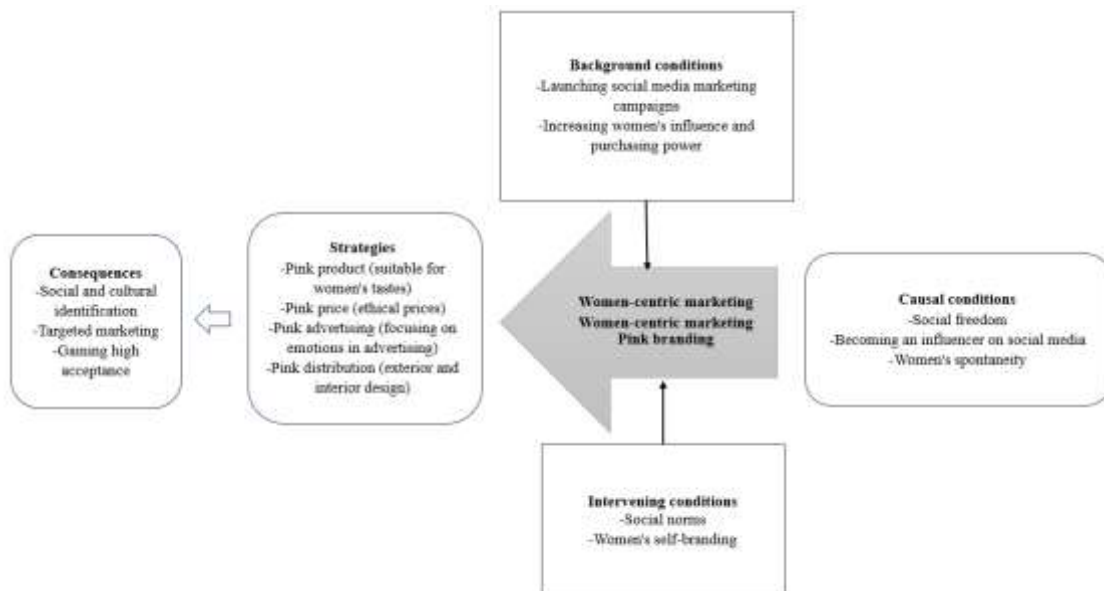 Background conditions
-Launching social media marketing
campaigns
-Increasing women's influence and
purchasing power
Consequences
-Social and cultural
identification
-Targeted marketing
-Gaining high
acceptance
Strategies
-Pink product (suitable for
women's tastes)
-Pink price (ethical prices)
-Pink advertising (focusing on
emotions in advertising)
-Pink distribution (exterior and
interior design)
Women-centric marketing
Women-centric marketing
Pink branding
Causal conditions
-Social freedom
-Becoming an influencer on social media
-Women's spontaneity
Intervening conditions
-Social norms
-Women's self-branding